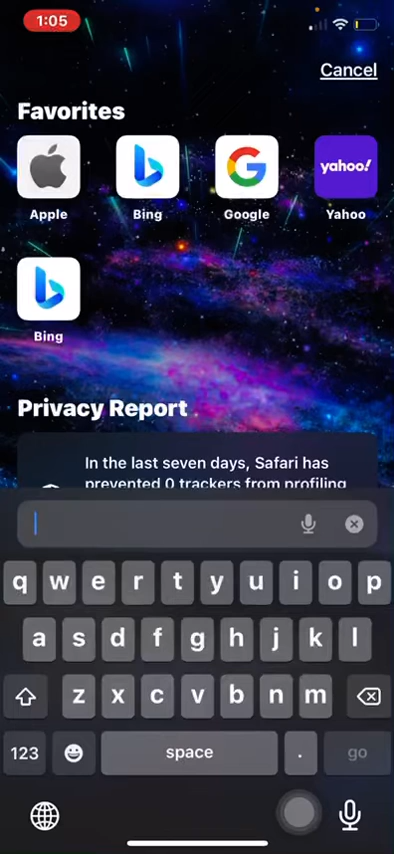 1:05
Cancel
Favorites
yahoo!
Apple
Bing
Google
Yahoo
Bing
Privacy Report
In the last seven days, Safari has
prevented 0 trackers from profiling
q w e r t y u i o p
a s d f g h j k l
z x c v b n m
123 space . go